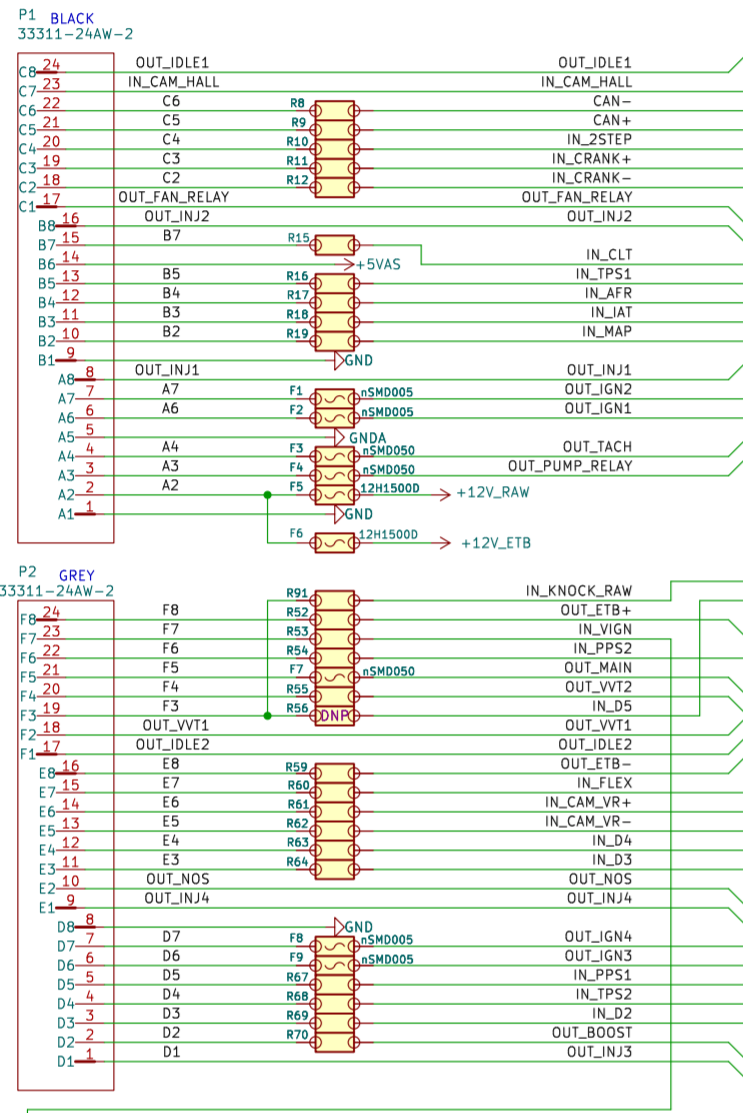 P1 BLACK
33311-24AW-2
C8 24 OUT_IDLE1 OUT_IDLE1
C7 23 IN_CAM_HALL IN_CAM_HALL
C6 22 C6 R8 CAN-
C5 21 C5 R9 CAN+
C4 20 C4 R10 IN_2STEP
C3 19 C3 R11 IN_CRANK+
C2 18 C2 R12 IN_CRANK-
C1 17 OUT_FAN_RELAY OUT_FAN_RELAY
B8 16 OUT_INJ2 OUT_INJ2
B7 15 B7 R15
B6 14 +5VAS IN_CLT
B5 13 B5 R16 IN_TPS1
B4 12 B4 R17 IN_AFR
B3 11 B3 R18 IN_IAT
B2 10 B2 R19 IN_MAP
B1 9 GND
A8 8 OUT_INJ1 OUT_INJ1
A7 7 A7 F1 nSMD005 OUT_IGN2
A6 6 A6 F2 nSMD005 OUT_IGN1
A5 5 GNDA
A4 4 A4 F3 nSMD050 OUT_TACH
A3 3 A3 F4 nSMD050 OUT_PUMP_RELAY
A2 2 A2 F5 12H1500D +12V_RAW
A1 1 GND
F6 12H1500D +12V_ETB
P2 GREY
33311-24AW-2
R91 IN_KNOCK_RAW
F8 24 F8 R52 OUT_ETB+
F7 23 F7 R53 IN_VIGN
F6 22 F6 R54 IN_PPS2
F5 21 F5 F7 nSMD050 OUT_MAIN
F4 20 F4 R55 OUT_VVT2
F3 19 F3 R56 DNP IN_D5
F2 18 OUT_VVT1 OUT_VVT1
F1 17 OUT_IDLE2 OUT_IDLE2
E8 16 E8 R59 OUT_ETB-
E7 15 E7 R60 IN_FLEX
E6 14 E6 R61 IN_CAM_VR+
E5 13 E5 R62 IN_CAM_VR-
E4 12 E4 R63 IN_D4
E3 11 E3 R64 IN_D3
E2 10 OUT_NOS OUT_NOS
E1 9 OUT_INJ4 OUT_INJ4
D8 8 GND
D7 7 D7 F8 nSMD005 OUT_IGN4
D6 6 D6 F9 nSMD005 OUT_IGN3
D5 5 D5 R67 IN_PPS1
D4 4 D4 R68 IN_TPS2
D3 3 D3 R69 IN_D2
D2 2 D2 R70 OUT_BOOST
D1 1 D1 OUT_INJ3